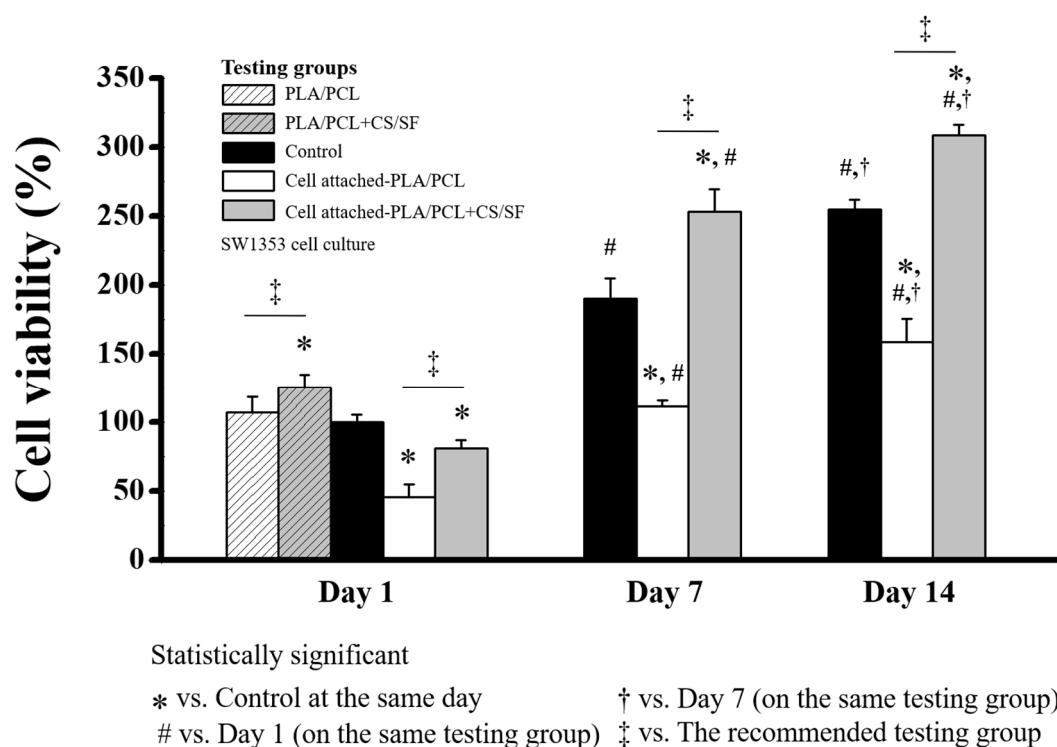 Cell viability (%)
350
300
250
200
150
100
50
0
Testing groups
PLA/PCL
PLA/PCL+CS/SF
Control
Cell attached-PLA/PCL
Cell attached-PLA/PCL+CS/SF
SW1353 cell culture
‡
*
*
‡
*
#
*, #
‡
*, #
#,†
*,
#,†
‡
*,
#,†
Day 1
Day 7
Day 14
Statistically significant
* vs. Control at the same day
# vs. Day 1 (on the same testing group)
† vs. Day 7 (on the same testing group)
‡ vs. The recommended testing group